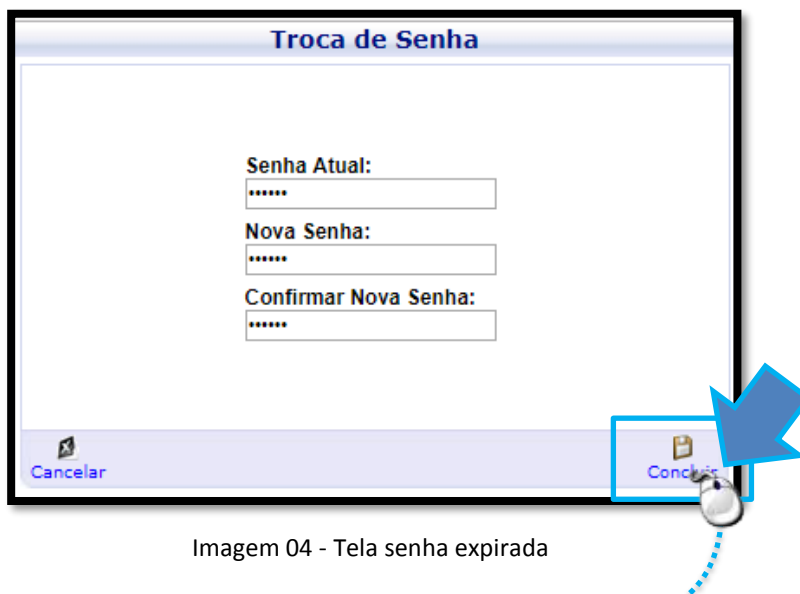 Troca de Senha
Senha Atual:
••••••
Nova Senha:
••••••
Confirmar Nova Senha:
••••••
Cancelar
Concluir
Imagem 04 - Tela senha expirada